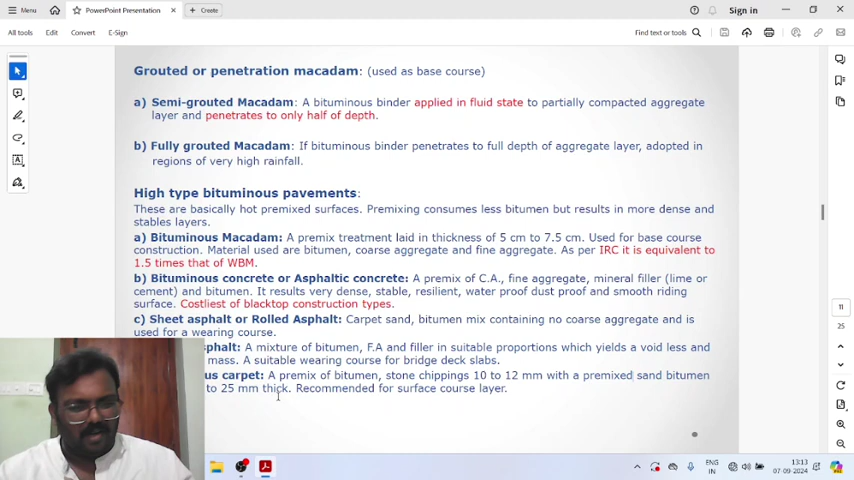 Menu
PowerPoint Presentation
Create
Sign in
All tools
Edit
Convert
E-Sign
Find text or tools
Grouted or penetration macadam: (used as base course)
a) Semi-grouted Macadam: A bituminous binder applied in fluid state to partially compacted aggregate
layer and penetrates to only half of depth.
b) Fully grouted Macadam: If bituminous binder penetrates to full depth of aggregate layer, adopted in
regions of very high rainfall.
High type bituminous pavements:
These are basically hot premixed surfaces. Premixing consumes less bitumen but results in more dense and
stables layers.
a) Bituminous Macadam: A premix treatment laid in thickness of 5 cm to 7.5 cm. Used for base course
construction. Material used are bitumen, coarse aggregate and fine aggregate. As per IRC it is equivalent to
1.5 times that of WBM.
b) Bituminous concrete or Asphaltic concrete: A premix of C.A., fine aggregate, mineral filler (lime or
cement) and bitumen. It results very dense, stable, resilient, water proof dust proof and smooth riding
surface. Costliest of blacktop construction types.
c) Sheet asphalt or Rolled Asphalt: Carpet sand, bitumen mix containing no coarse aggregate and is
used for a wearing course.
sphalt: A mixture of bitumen, F.A and filler in suitable proportions which yields a void less and
mass. A suitable wearing course for bridge deck slabs.
us carpet: A premix of bitumen, stone chippings 10 to 12 mm with a premixed sand bitumen
to 25 mm thick. Recommended for surface course layer.
11
25
ENG
IN
13:13
07-09-2024